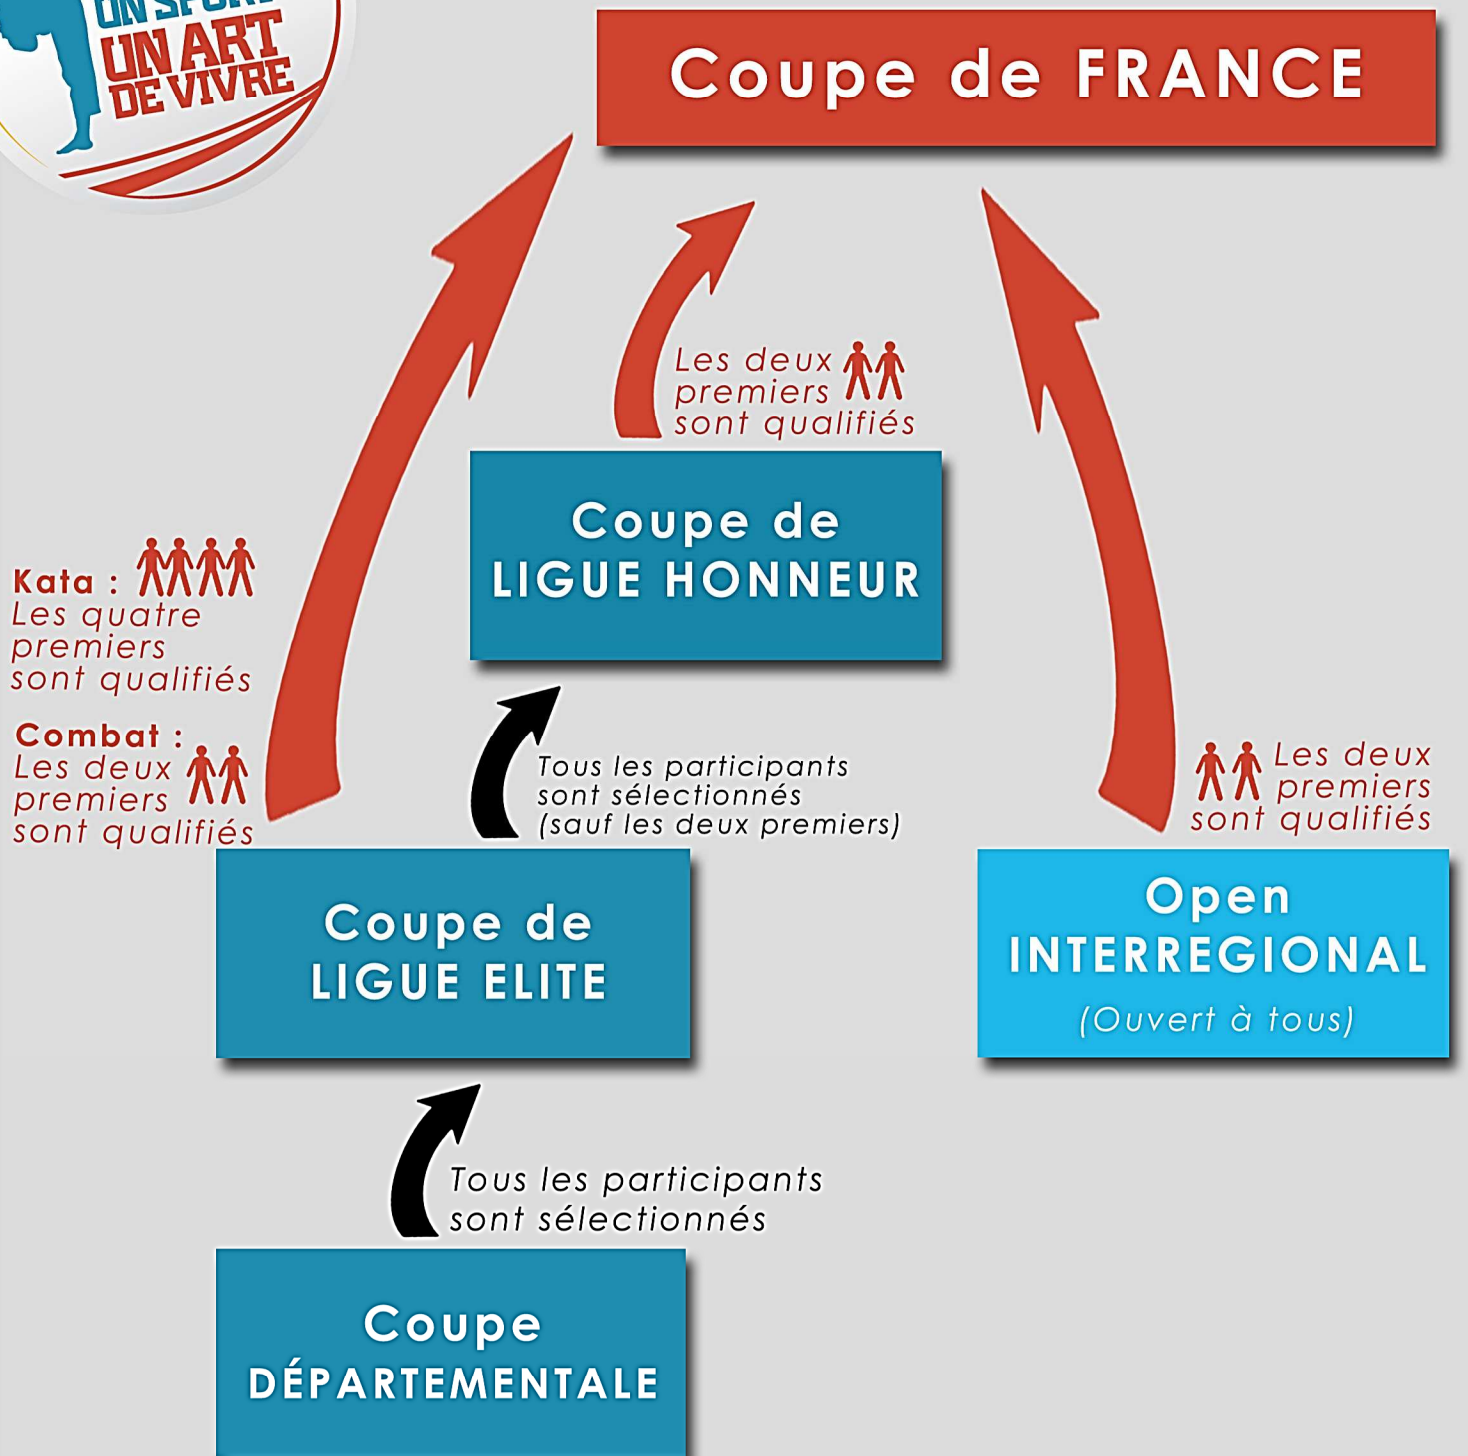 UN SPORT
UN ART
DE VIVRE
Coupe de FRANCE
Les deux
premiers
sont qualifiés
Coupe de
LIGUE HONNEUR
Kata :
Les quatre
premiers
sont qualifiés
Combat :
Les deux
premiers
sont qualifiés
Tous les participants
sont sélectionnés
(sauf les deux premiers)
Les deux
premiers
sont qualifiés
Coupe de
LIGUE ELITE
Open
INTERREGIONAL
(Ouvert à tous)
Tous les participants
sont sélectionnés
Coupe
DÉPARTEMENTALE